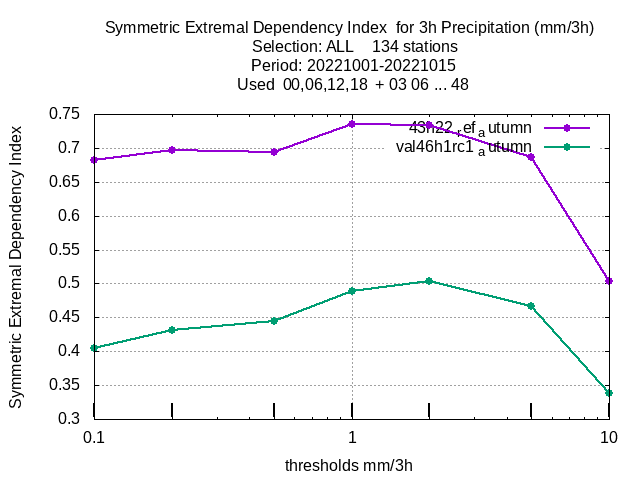 Symmetric Extremal Dependency Index for 3h Precipitation (mm/3h)
Selection: ALL 134 stations
Period: 20221001-20221015
Used 00,06,12,18 + 03 06 ... 48
Symmetric Extremal Dependency Index
0.75
0.7
0.65
0.6
0.55
0.5
0.45
0.4
0.35
0.3
43h22_ref_autumn
val46h1rc1_autumn
0.1
1
10
thresholds mm/3h